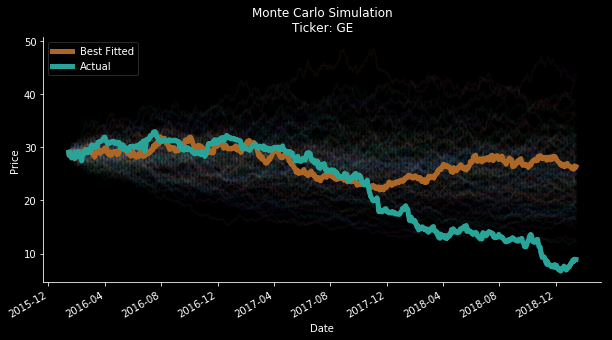 Monte Carlo Simulation
Ticker: GE
Best Fitted
Actual
50
40
30
20
10
Price
2015-12
2016-04
2016-08
2016-12
2017-04
2017-08
2017-12
2018-04
2018-08
2018-12
Date